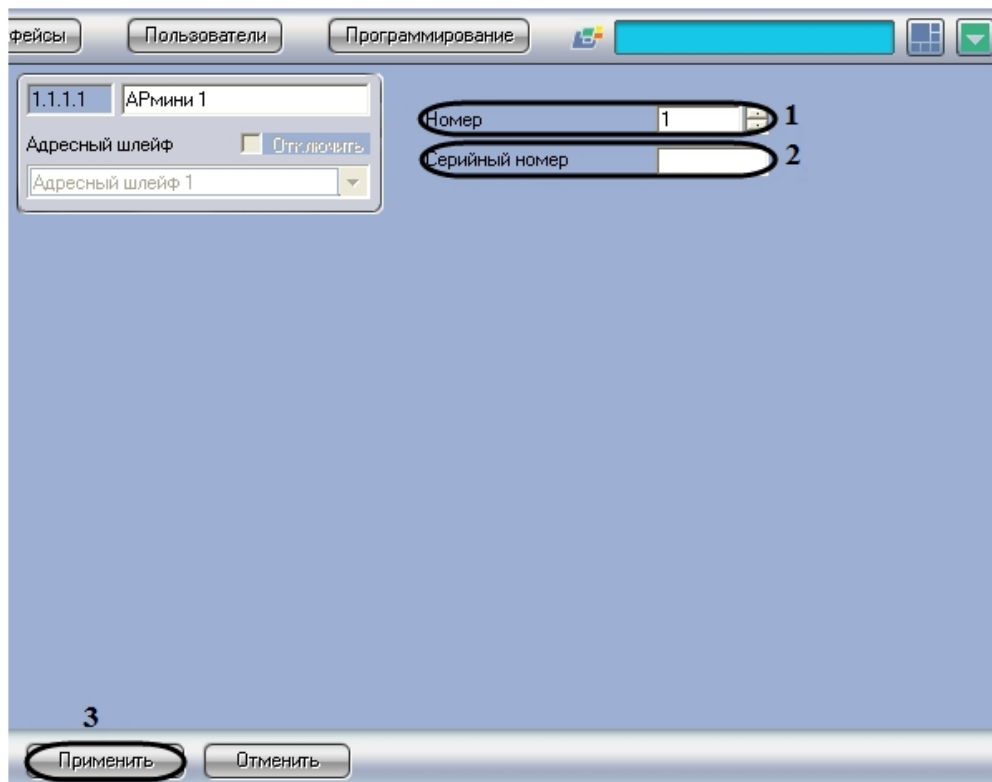 фейсы Пользователи Программирование
1.1.1.1 АРмини 1
Адресный шлейф Отключить
Адресный шлейф 1
Номер 1 1
Серийный номер 2
3
Применить Отменить